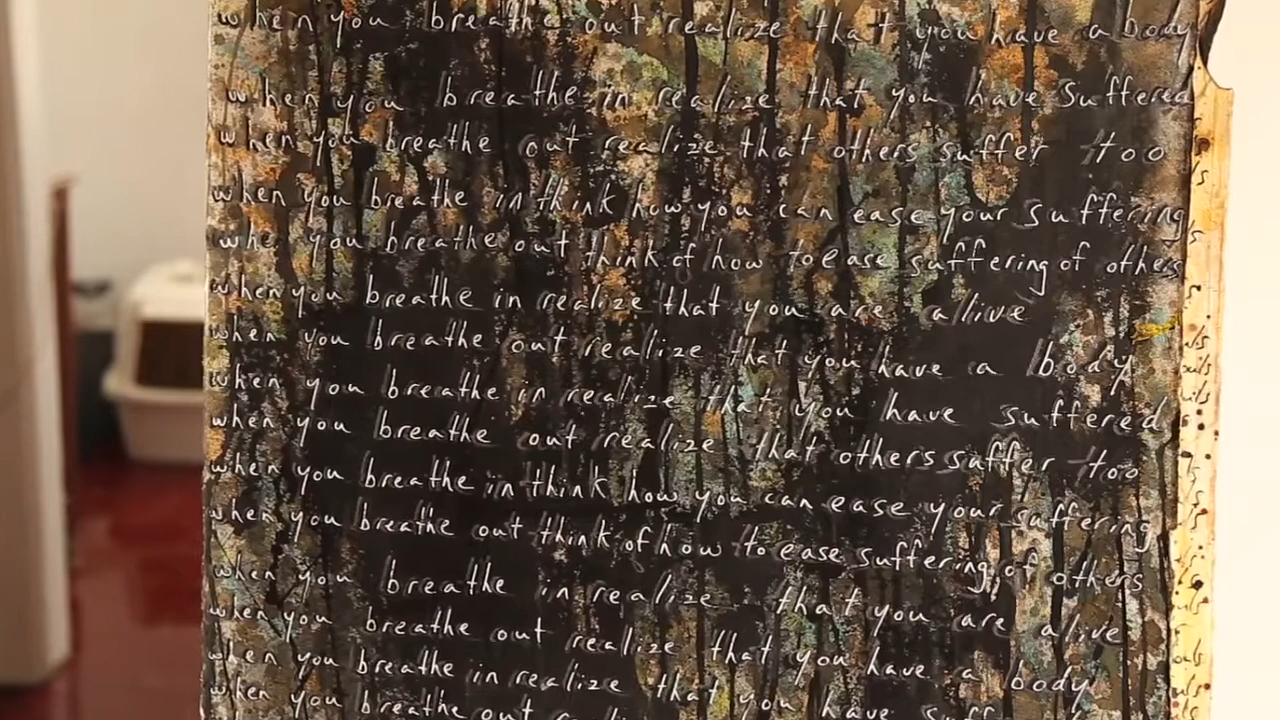 when you breathe out realize that you have a body
when you breathe in realize that you have suffered
when you breathe out realize that others suffer too
when you breathe in think how you can ease your suffering
whe you breathe out think of how to ease suffering of others
when you breathe in realize that you are alive
when you breathe out realize that you have a body
when you breathe in realize that you have suffered
when you breathe out realize that others suffer too
when you breathe in think how you can ease your suffering
when you breathe out think of how to ease suffering of others
when you breathe in realize that you are alive
when you breathe out realize that you have a body
when you breathe in realize that you have
when you breathe out